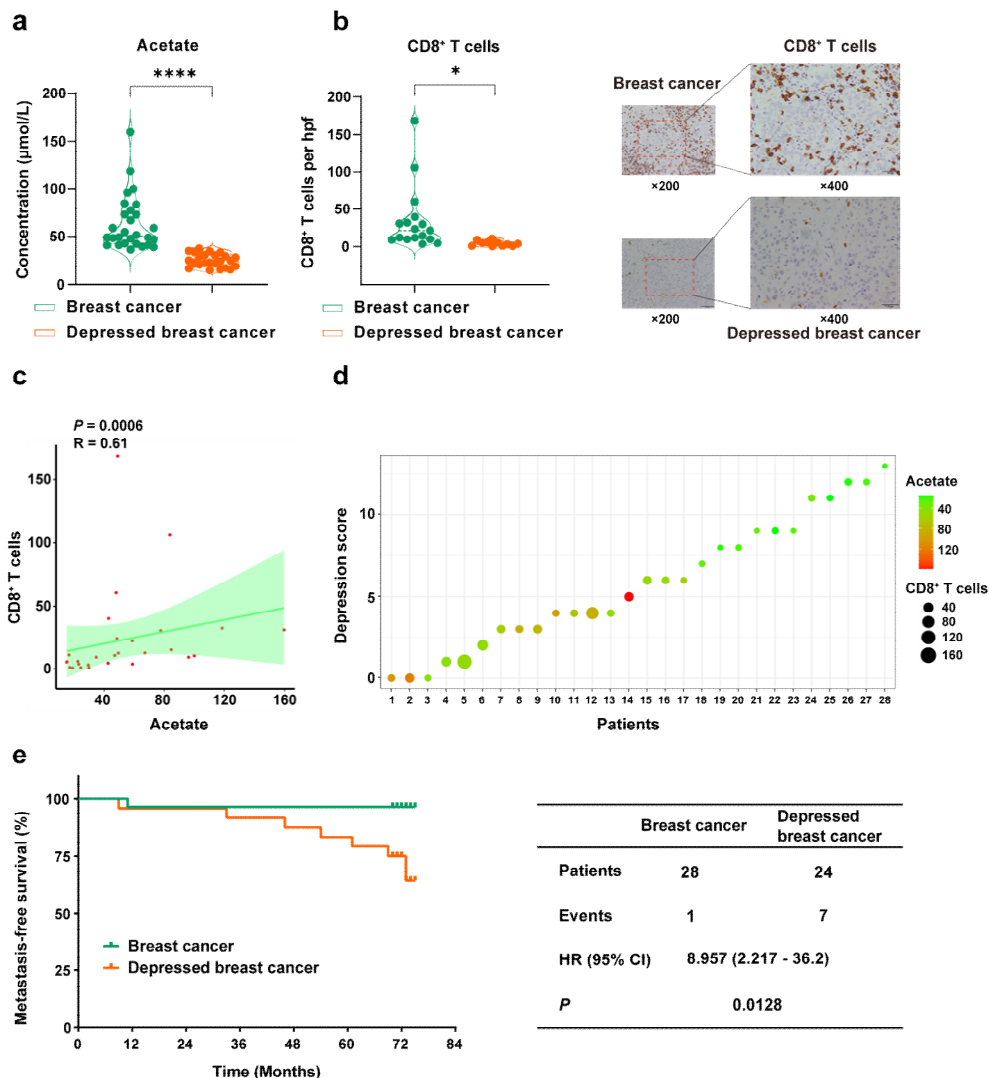 a
Acetate
****
Concentration (µmol/L)
200
150
100
50
0
Breast cancer
Depressed breast cancer
b
CD8⁺ T cells
*
CD8⁺ T cells per hpf
200
150
100
50
0
Breast cancer
Depressed breast cancer
CD8⁺ T cells
Breast cancer
×200
×400
×200
×400
Depressed breast cancer
c
P = 0.0006
R = 0.61
CD8⁺ T cells
150
100
50
0
40
80
120
160
Acetate
d
Depression score
10
5
0
1 2 3 4 5 6 7 8 9 10 11 12 13 14 15 16 17 18 19 20 21 22 23 24 25 26 27 28
Patients
Acetate
40
80
120
CD8⁺ T cells
40
80
120
160
e
Metastasis-free survival (%)
100
75
50
25
0
Breast cancer
Depressed breast cancer
0 12 24 36 48 60 72 84
Time (Months)
Breast cancer Depressed breast cancer
Patients 28 24
Events 1 7
HR (95% CI) 8.957 (2.217 - 36.2)
P 0.0128